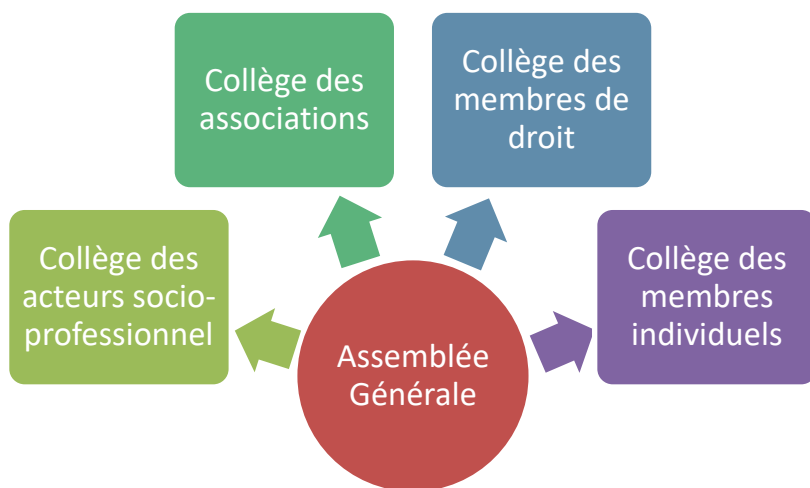 Collège des
associations
Collège des
membres de
droit
Collège des
acteurs socio-
professionnel
Collège des
membres
individuels
Assemblée
Générale